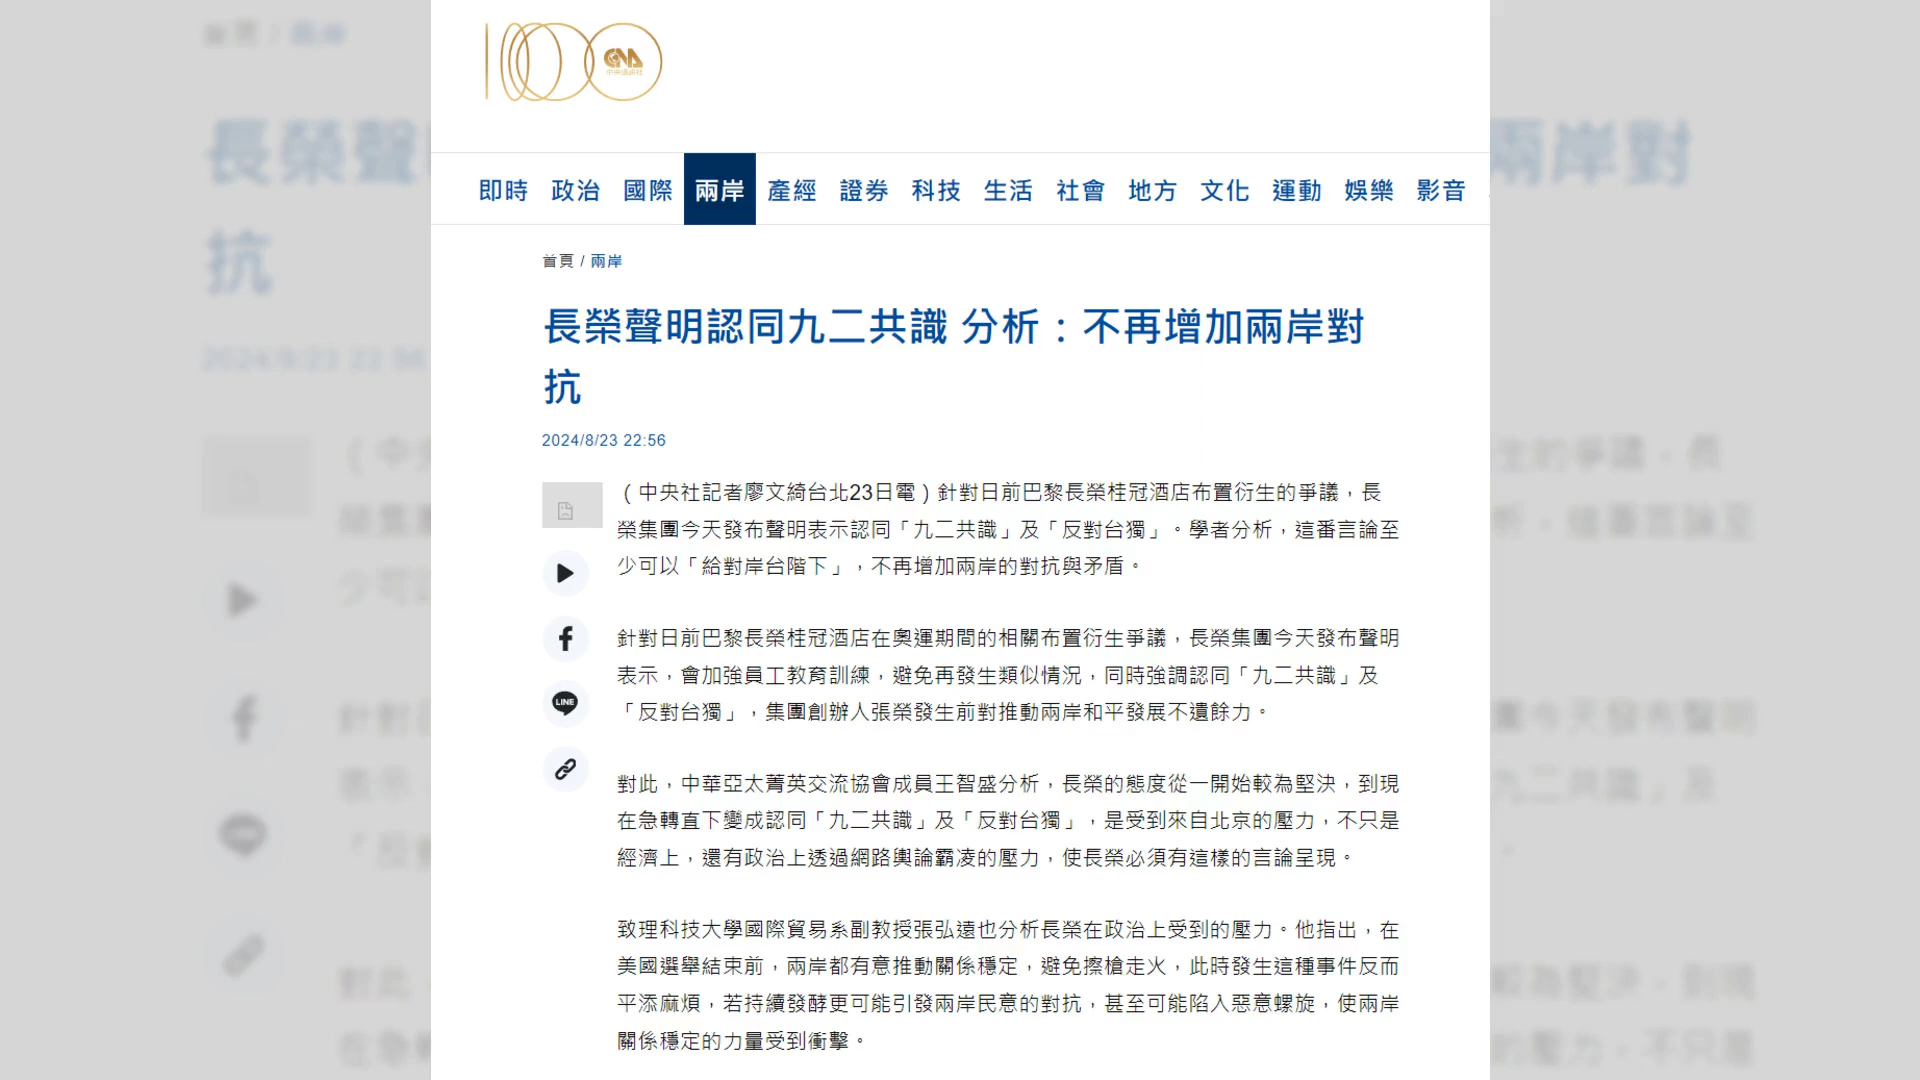 CNA
中央通訊社
即時 政治 國際 兩岸 產經 證券 科技 生活 社會 地方 文化 運動 娛樂 影音
首頁 / 兩岸
長榮聲明認同九二共識 分析：不再增加兩岸對
抗
2024/8/23 22:56
（中央社記者廖文綺台北23日電）針對日前巴黎長榮桂冠酒店布置衍生的爭議，長
榮集團今天發布聲明表示認同「九二共識」及「反對台獨」。學者分析，這番言論至
少可以「給對岸台階下」，不再增加兩岸的對抗與矛盾。
針對日前巴黎長榮桂冠酒店在奧運期間的相關布置衍生爭議，長榮集團今天發布聲明
表示，會加強員工教育訓練，避免再發生類似情況，同時強調認同「九二共識」及
「反對台獨」，集團創辦人張榮發生前對推動兩岸和平發展不遺餘力。
LINE
對此，中華亞太菁英交流協會成員王智盛分析，長榮的態度從一開始較為堅決，到現
在急轉直下變成認同「九二共識」及「反對台獨」，是受到來自北京的壓力，不只是
經濟上，還有政治上透過網路輿論霸凌的壓力，使長榮必須有這樣的言論呈現。
致理科技大學國際貿易系副教授張弘遠也分析長榮在政治上受到的壓力。他指出，在
美國選舉結束前，兩岸都有意推動關係穩定，避免擦槍走火，此時發生這種事件反而
平添麻煩，若持續發酵更可能引發兩岸民意的對抗，甚至可能陷入惡意螺旋，使兩岸
關係穩定的力量受到衝擊。